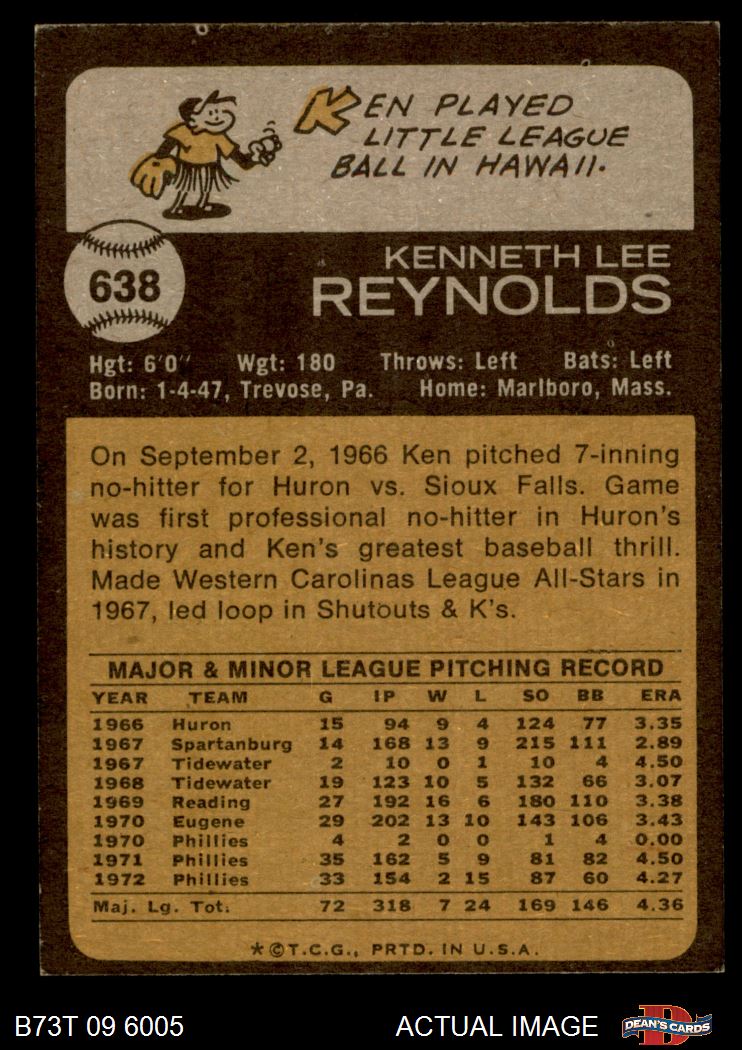 KEN PLAYED
LITTLE LEAGUE
BALL IN HAWAII.
638
KENNETH LEE
REYNOLDS
Hgt: 6'0" Wgt: 180 Throws: Left Bats: Left
Born: 1-4-47, Trevose, Pa. Home: Marlboro, Mass.
On September 2, 1966 Ken pitched 7-inning
no-hitter for Huron vs. Sioux Falls. Game
was first professional no-hitter in Huron's
history and Ken's greatest baseball thrill.
Made Western Carolinas League All-Stars in
1967, led loop in Shutouts & K's.
MAJOR & MINOR LEAGUE PITCHING RECORD
YEAR TEAM G IP W L SO BB ERA
1966 Huron 15 94 9 4 124 77 3.35
1967 Spartanburg 14 168 13 9 215 111 2.89
1967 Tidewater 2 10 0 1 10 4 4.50
1968 Tidewater 19 123 10 5 132 66 3.07
1969 Reading 27 192 16 6 180 110 3.38
1970 Eugene 29 202 13 10 143 106 3.43
1970 Phillies 4 2 0 0 1 4 0.00
1971 Phillies 35 162 5 9 81 82 4.50
1972 Phillies 33 154 2 15 87 60 4.27
Maj. Lg. Tot. 72 318 7 24 169 146 4.36
*©T.C.G., PRTD. IN U.S.A.
B73T 09 6005 ACTUAL IMAGE D DEAN'S CARDS